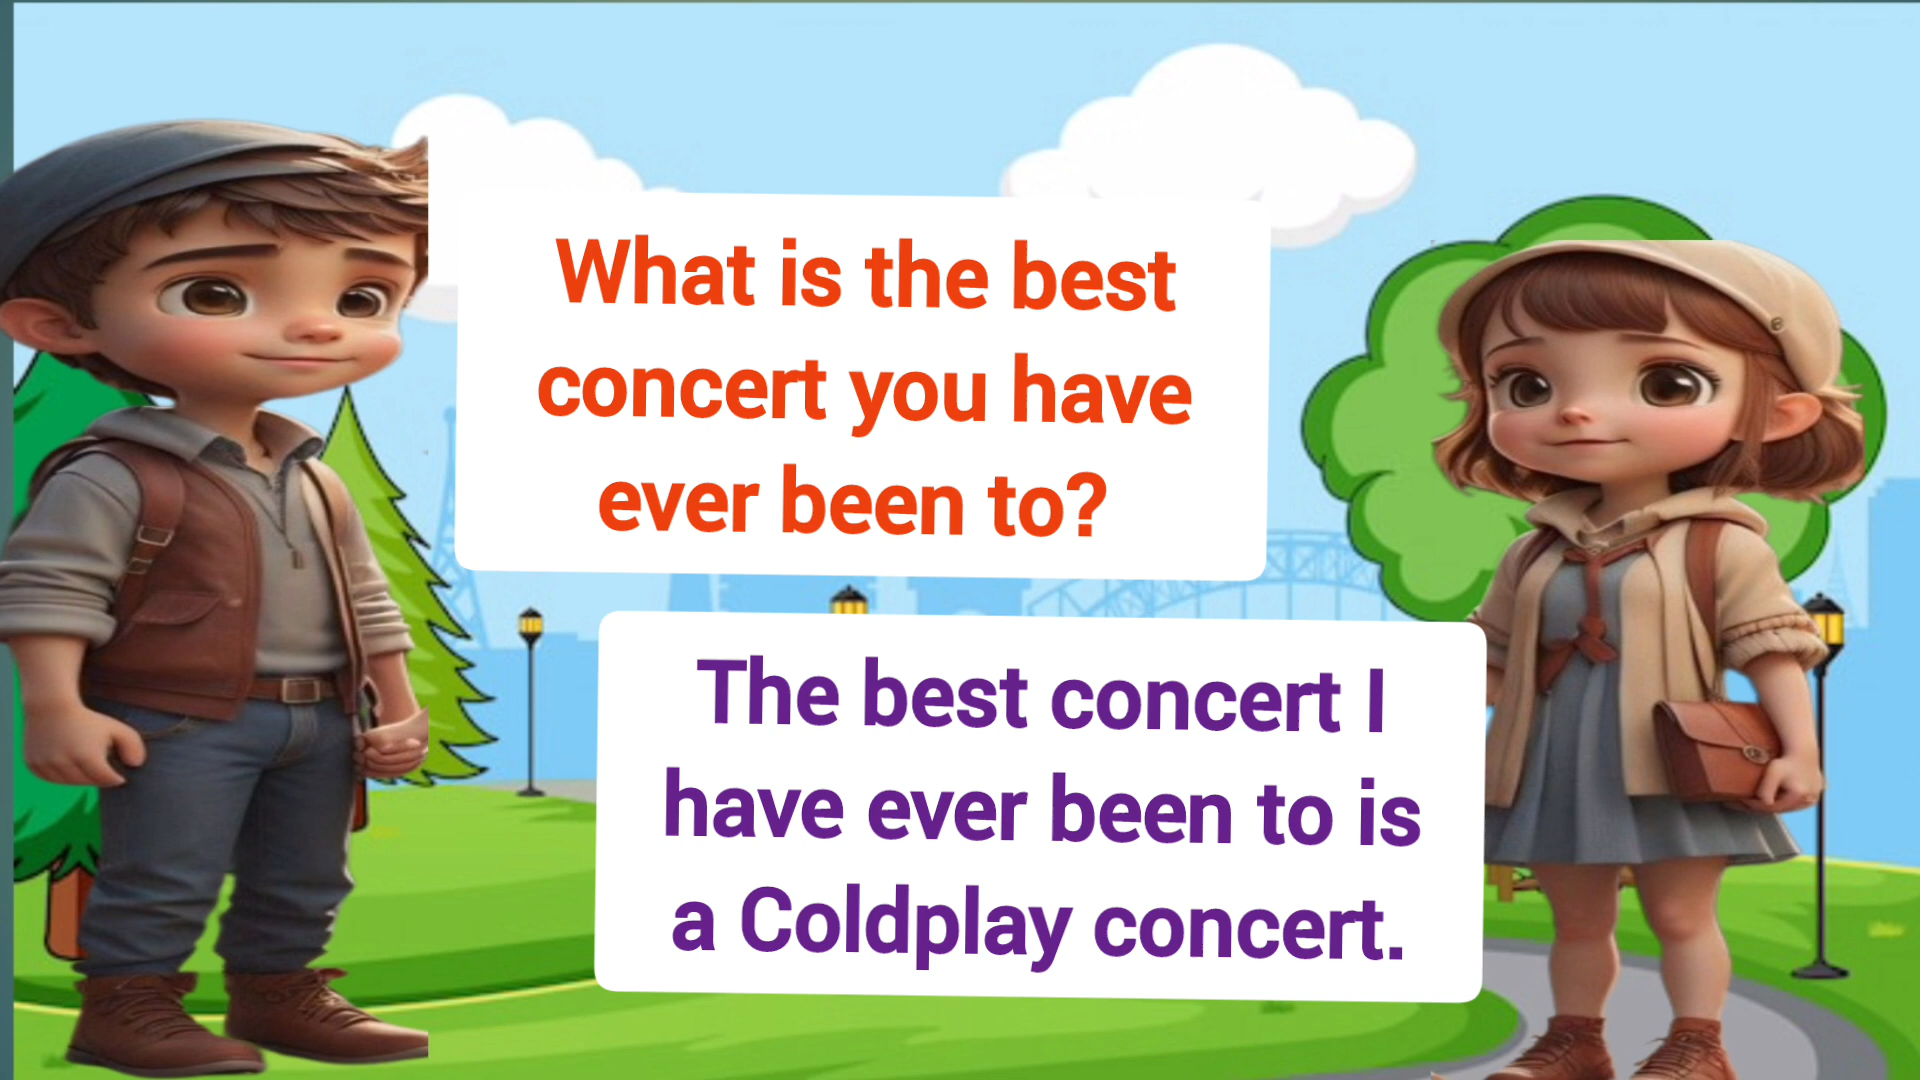 What is the best
concert you have
ever been to?
The best concert I
have ever been to is
a Coldplay concert.